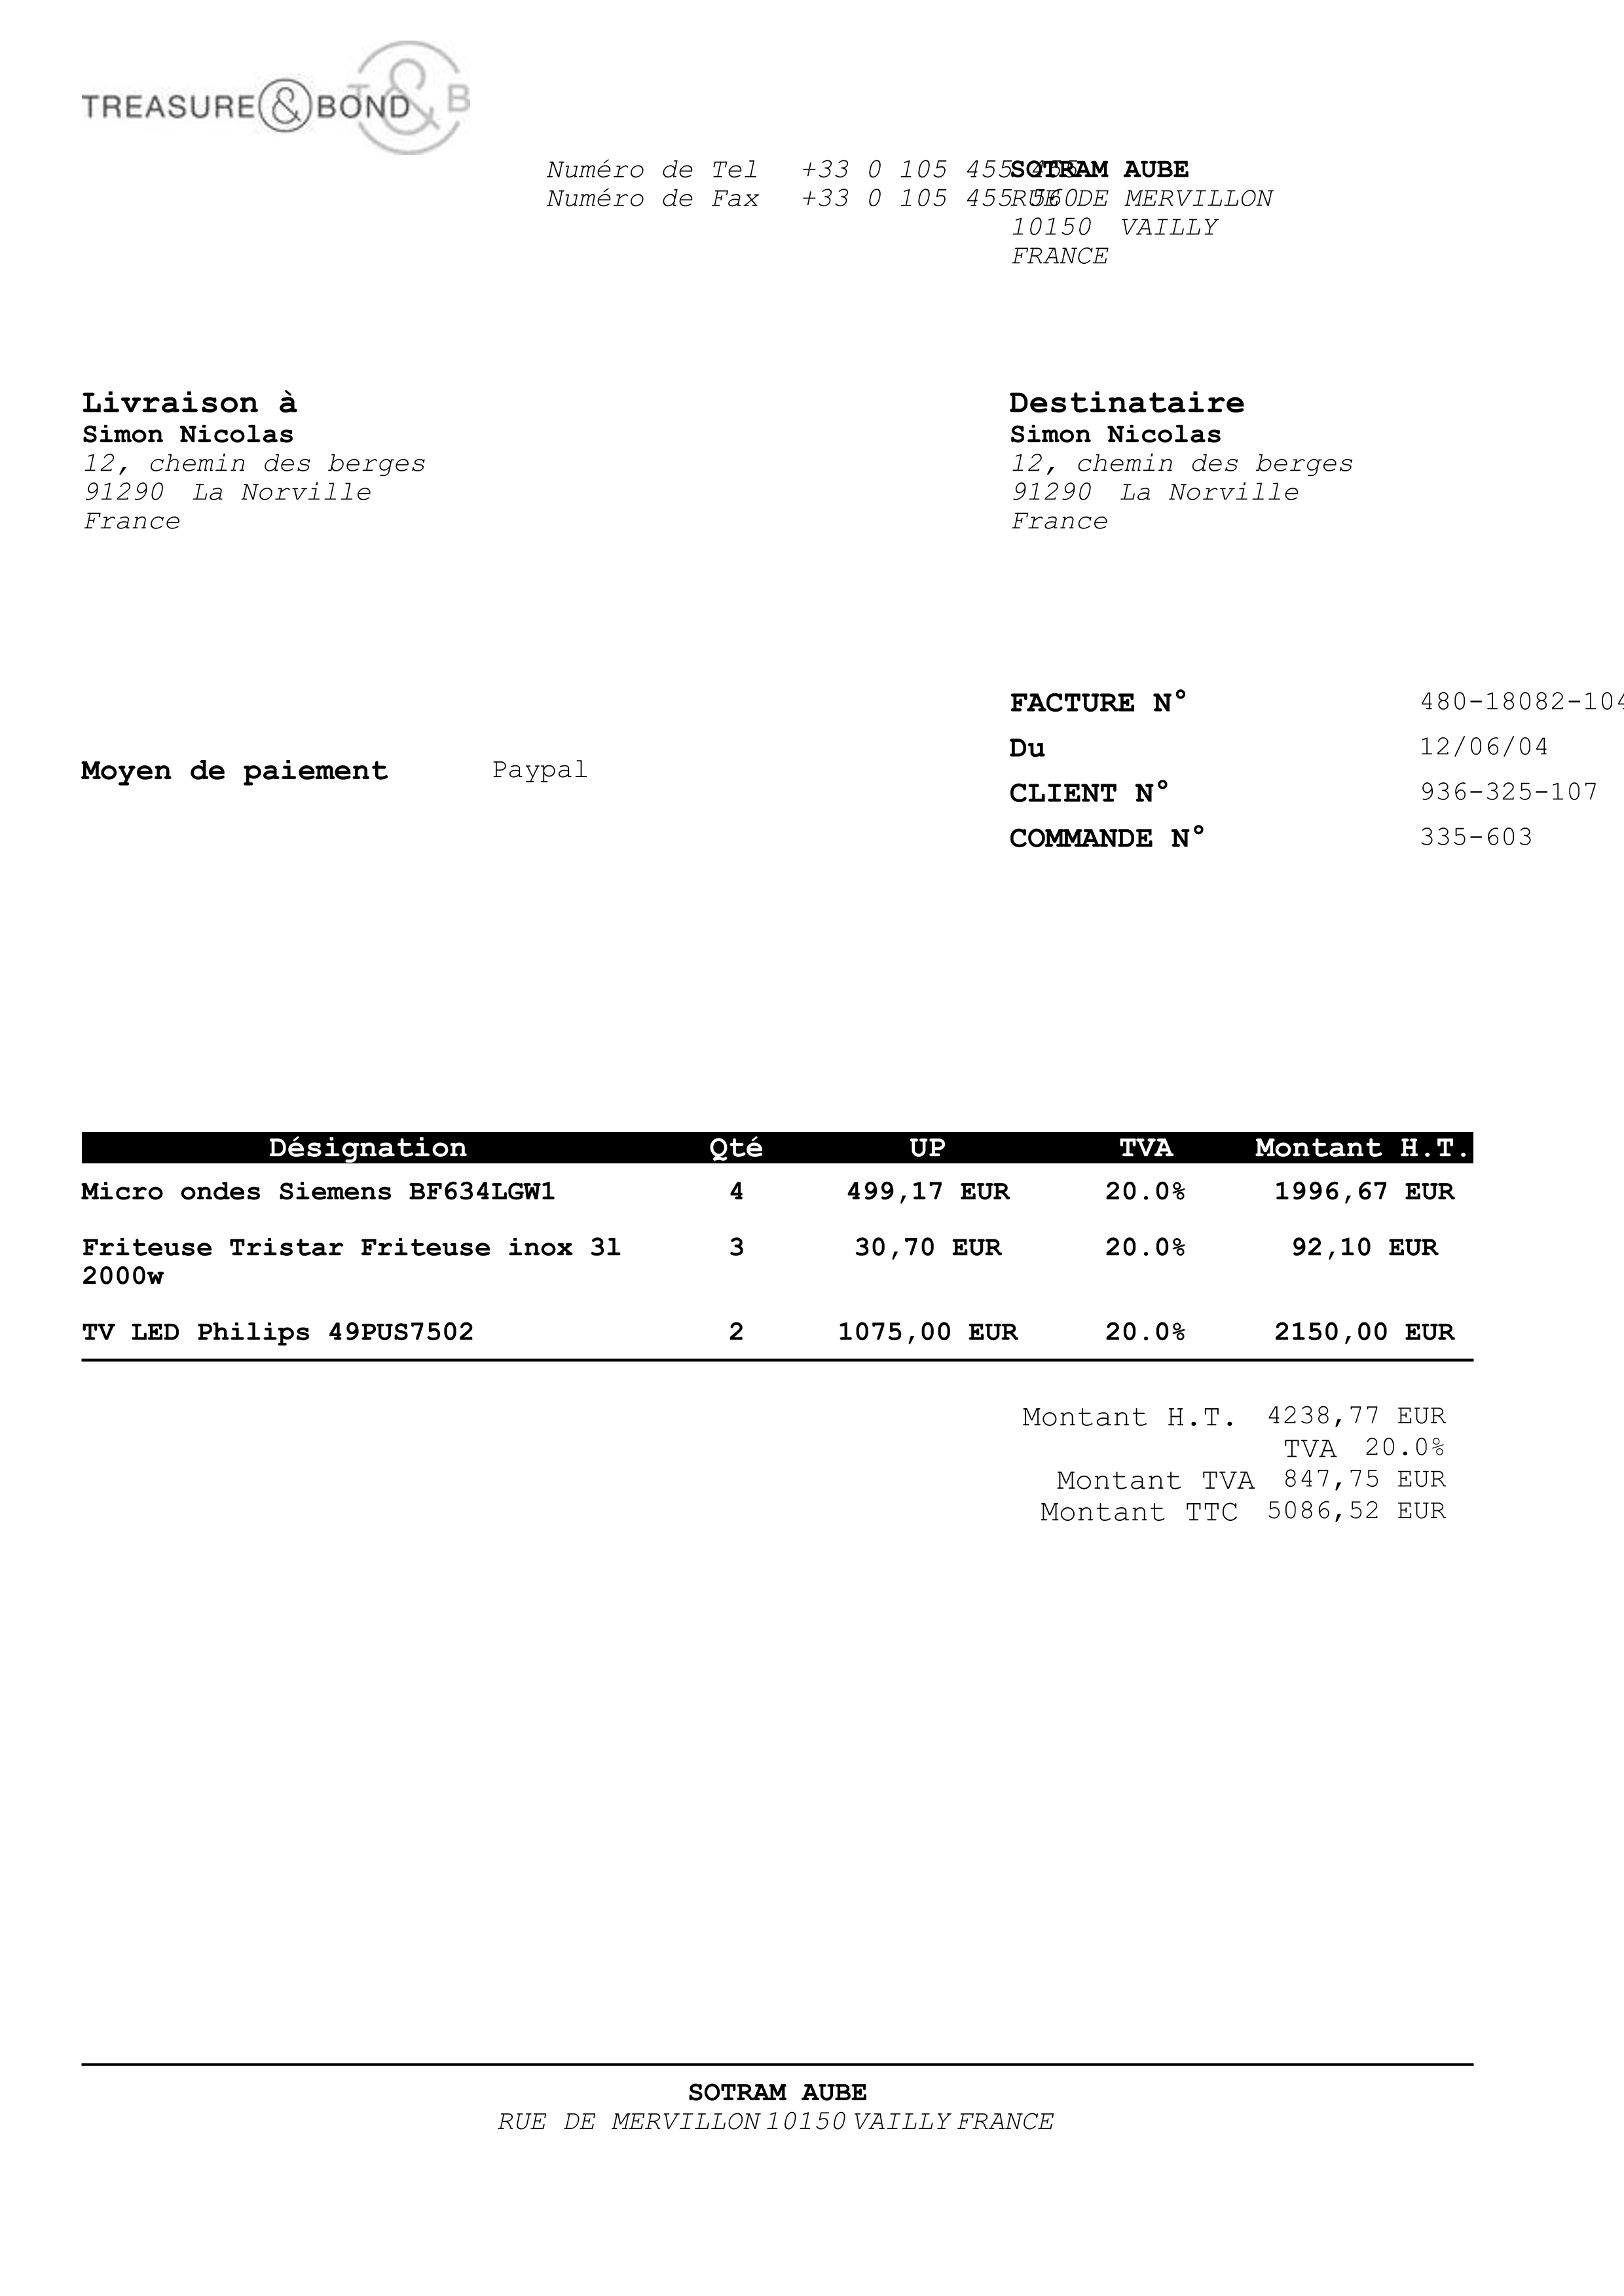 TREASURE & BOND T & B
Numéro de Tel +33 0 105 455
SOTRAM AUBE
Numéro de Fax +33 0 105 455 560
RUE DE MERVILLON
10150 VAILLY
FRANCE
Livraison à
Simon Nicolas
12, chemin des berges
91290 La Norville
France
Destinataire
Simon Nicolas
12, chemin des berges
91290 La Norville
France
Moyen de paiement Paypal
FACTURE N° 480-18082-104
Du 12/06/04
CLIENT N° 936-325-107
COMMANDE N° 335-603
Désignation Qté UP TVA Montant H.T.
Micro ondes Siemens BF634LGW1 4 499,17 EUR 20.0% 1996,67 EUR
Friteuse Tristar Friteuse inox 3l 3 30,70 EUR 20.0% 92,10 EUR
2000w
TV LED Philips 49PUS7502 2 1075,00 EUR 20.0% 2150,00 EUR
Montant H.T. 4238,77 EUR
TVA 20.0%
Montant TVA 847,75 EUR
Montant TTC 5086,52 EUR
SOTRAM AUBE
RUE DE MERVILLON 10150 VAILLY FRANCE